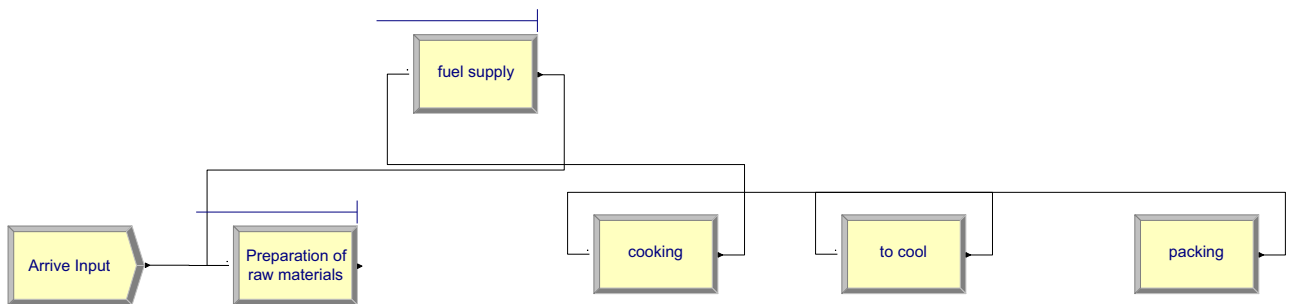 fuel supply
Arrive Input
Preparation of
raw materials
cooking
to cool
packing